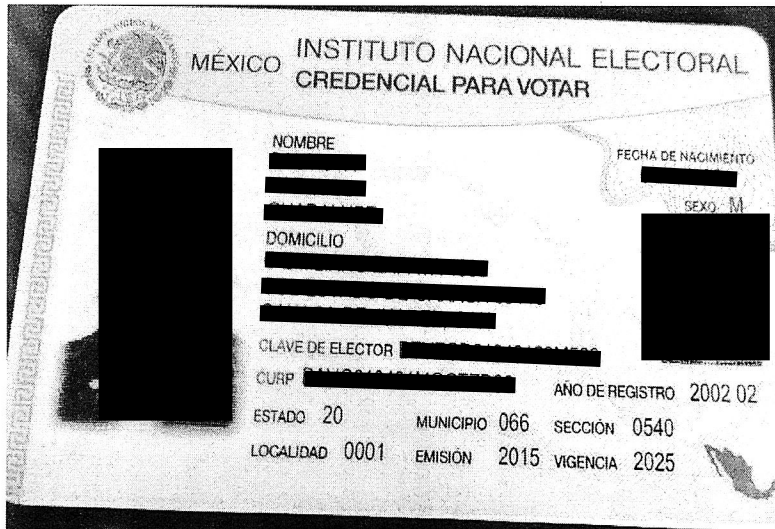 MÉXICO INSTITUTO NACIONAL ELECTORAL
CREDENCIAL PARA VOTAR
NOMBRE
FECHA DE NACIMIENTO
SEXO M
DOMICILIO
CLAVE DE ELECTOR
CURP
AÑO DE REGISTRO 2002 02
ESTADO 20 MUNICIPIO 066 SECCIÓN 0540
LOCALIDAD 0001 EMISIÓN 2015 VIGENCIA 2025